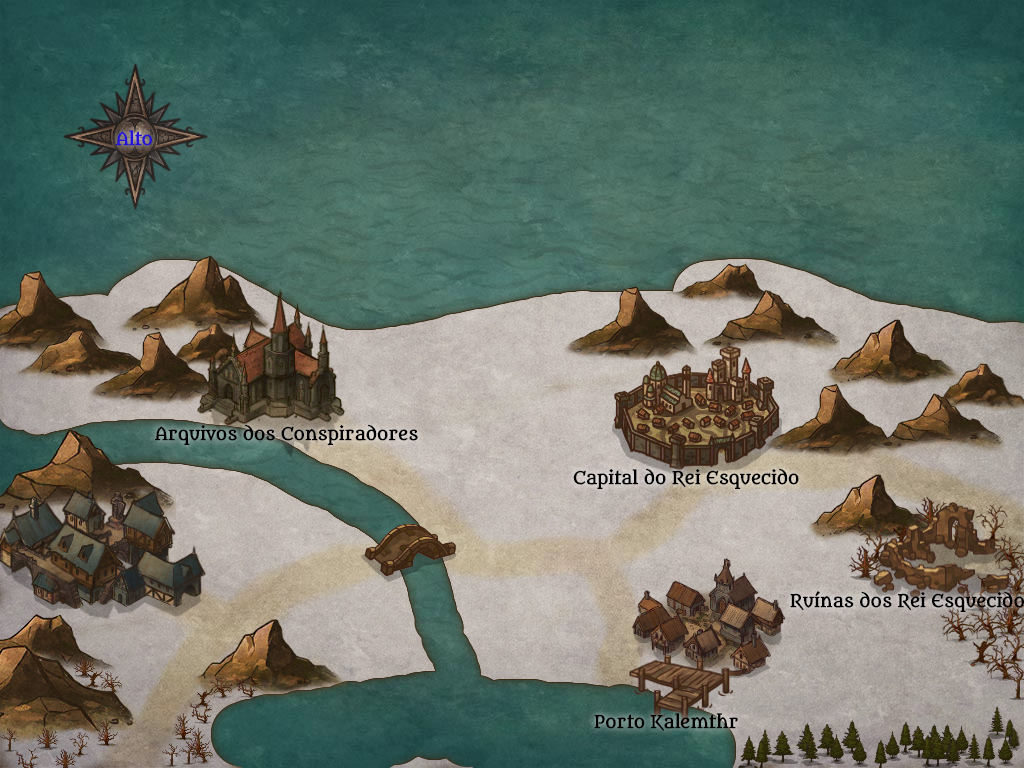 Alto
Arquivos dos Conspiradores
Capital do Rei Esquecido
Ruínas dos Rei Esquecido
Porto Kalemthr